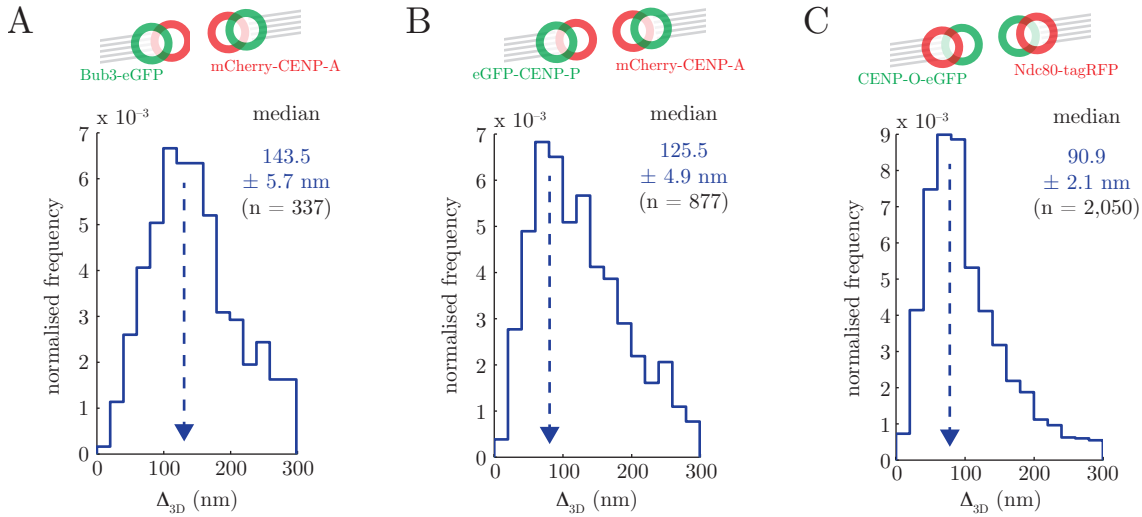 A
Bub3-eGFP
mCherry-CENP-A
x 10⁻³
median
143.5
± 5.7 nm
(n = 337)
normalised frequency
7
6
5
4
3
2
1
0
0 100 200 300
Δ3D (nm)
B
eGFP-CENP-P
mCherry-CENP-A
x 10⁻³
median
125.5
± 4.9 nm
(n = 877)
normalised frequency
7
6
5
4
3
2
1
0
0 100 200 300
Δ3D (nm)
C
CENP-O-eGFP
Ndc80-tagRFP
x 10⁻³
median
90.9
± 2.1 nm
(n = 2,050)
normalised frequency
9
8
7
6
5
4
3
2
1
0
0 100 200 300
Δ3D (nm)